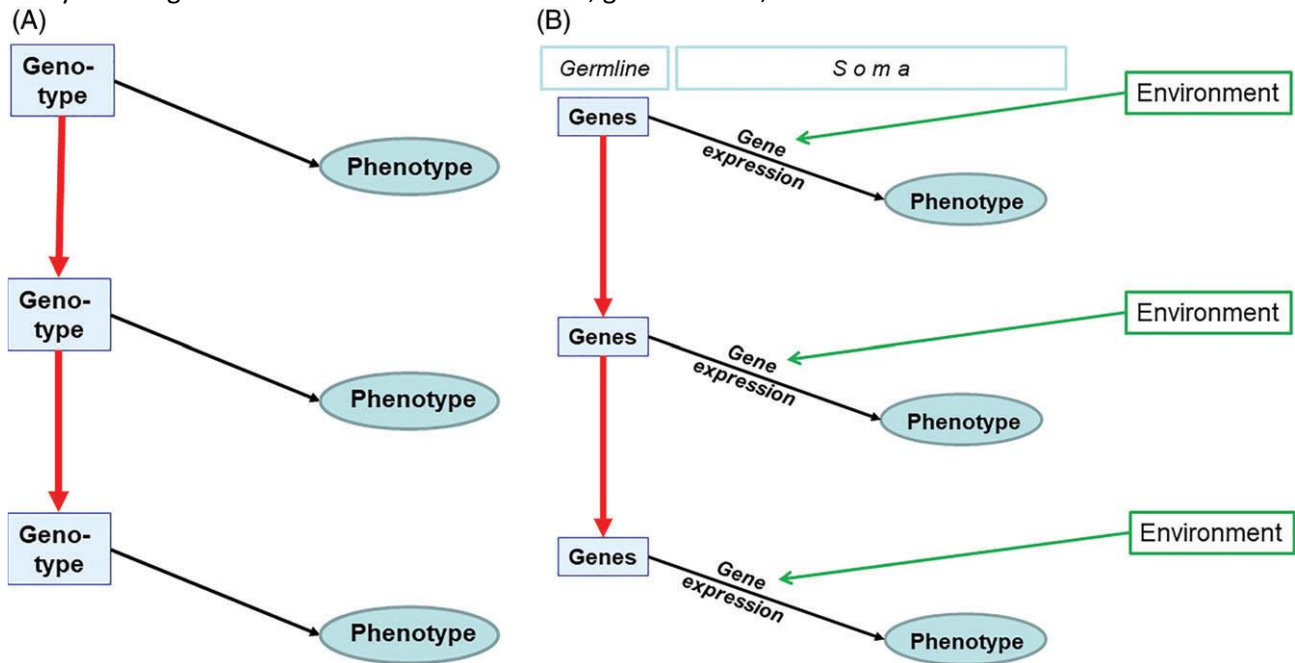 (A)
Geno-
type
Phenotype
Geno-
type
Phenotype
Geno-
type
Phenotype
(B)
Germline
S o m a
Environment
Genes
Gene
expression
Phenotype
Environment
Genes
Gene
expression
Phenotype
Environment
Genes
Gene
expression
Phenotype